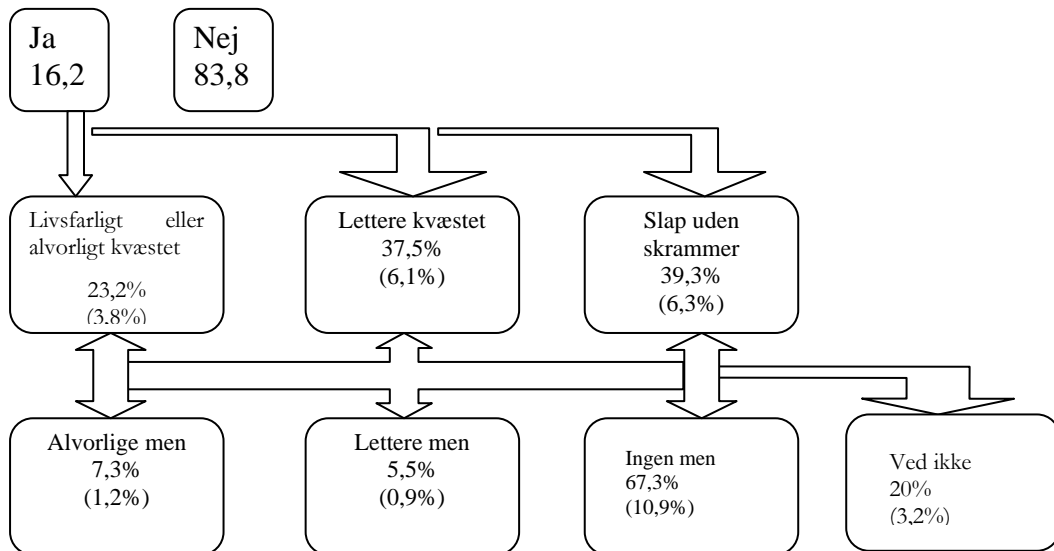 Ja
16,2
Nej
83,8
Livsfarligt eller
alvorligt kvæstet
23,2%
(3,8%)
Lettere kvæstet
37,5%
(6,1%)
Slap uden
skrammer
39,3%
(6,3%)
Alvorlige men
7,3%
(1,2%)
Lettere men
5,5%
(0,9%)
Ingen men
67,3%
(10,9%)
Ved ikke
20%
(3,2%)